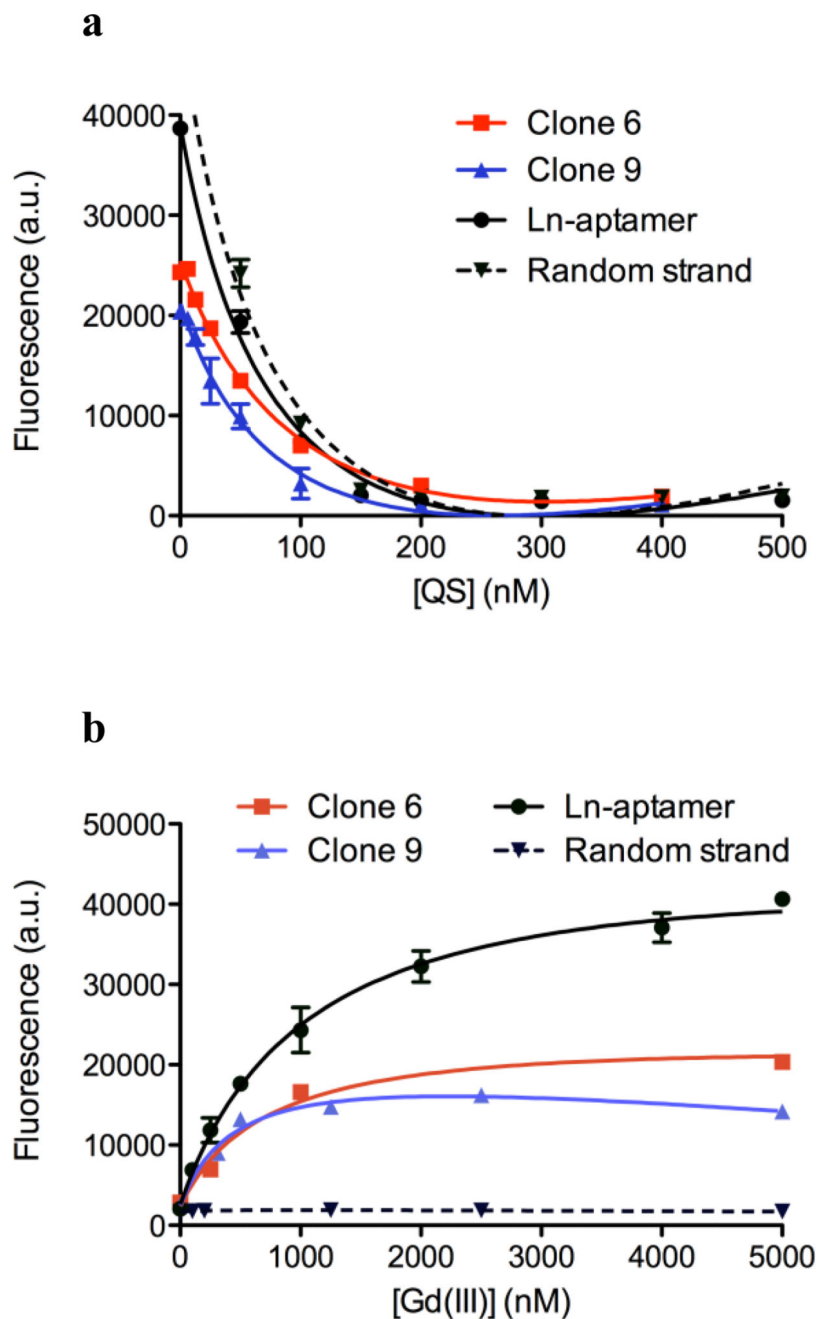 a
40000
30000
20000
10000
0
Fluorescence (a.u.)
Clone 6
Clone 9
Ln-aptamer
Random strand
0 100 200 300 400 500
[QS] (nM)
b
Clone 6 Ln-aptamer
Clone 9 Random strand
50000
40000
30000
20000
10000
0
Fluorescence (a.u.)
0 1000 2000 3000 4000 5000
[Gd(III)] (nM)